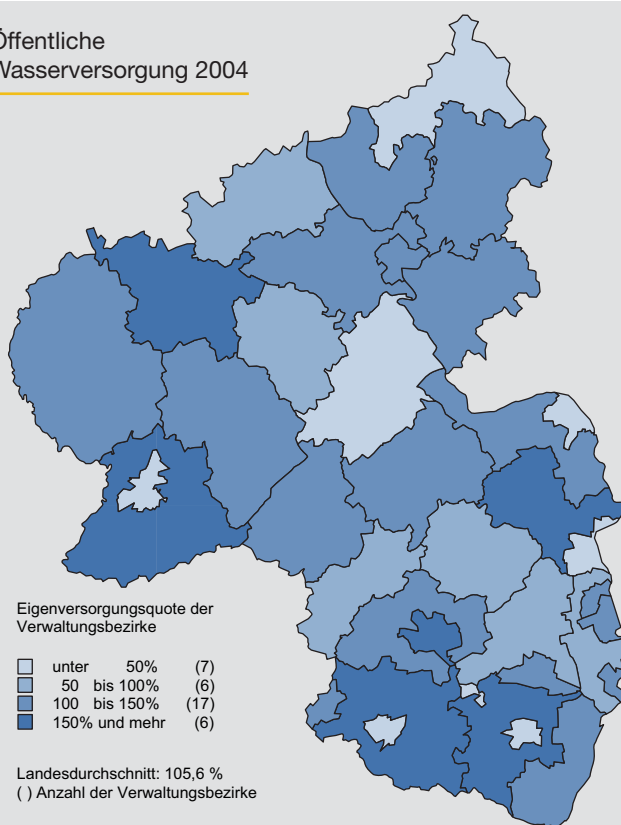 Öffentliche
Wasserversorgung 2004
Eigenversorgungsquote der
Verwaltungsbezirke
unter 50% (7)
50 bis 100% (6)
100 bis 150% (17)
150% und mehr (6)
Landesdurchschnitt: 105,6 %
( ) Anzahl der Verwaltungsbezirke